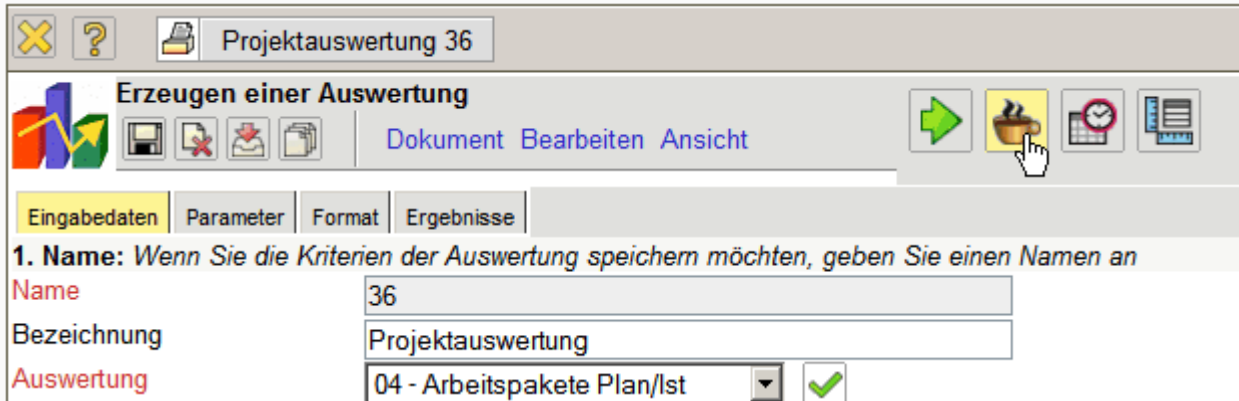 Projektauswertung 36
Erzeugen einer Auswertung
Dokument Bearbeiten Ansicht
Eingabedaten Parameter Format Ergebnisse
1. Name: Wenn Sie die Kriterien der Auswertung speichern möchten, geben Sie einen Namen an
Name 36
Bezeichnung Projektauswertung
Auswertung 04 - Arbeitspakete Plan/Ist